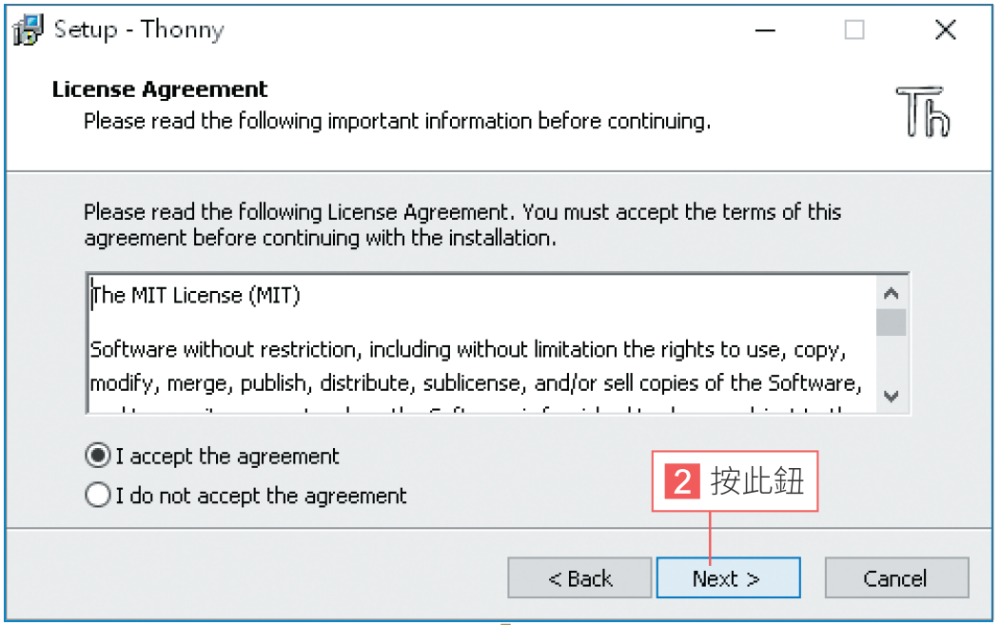 Setup - Thonny
License Agreement
Please read the following important information before continuing.
Th
Please read the following License Agreement. You must accept the terms of this
agreement before continuing with the installation.
The MIT License (MIT)
Software without restriction, including without limitation the rights to use, copy,
modify, merge, publish, distribute, sublicense, and/or sell copies of the Software,
I accept the agreement
I do not accept the agreement
2 按此鈕
< Back
Next >
Cancel